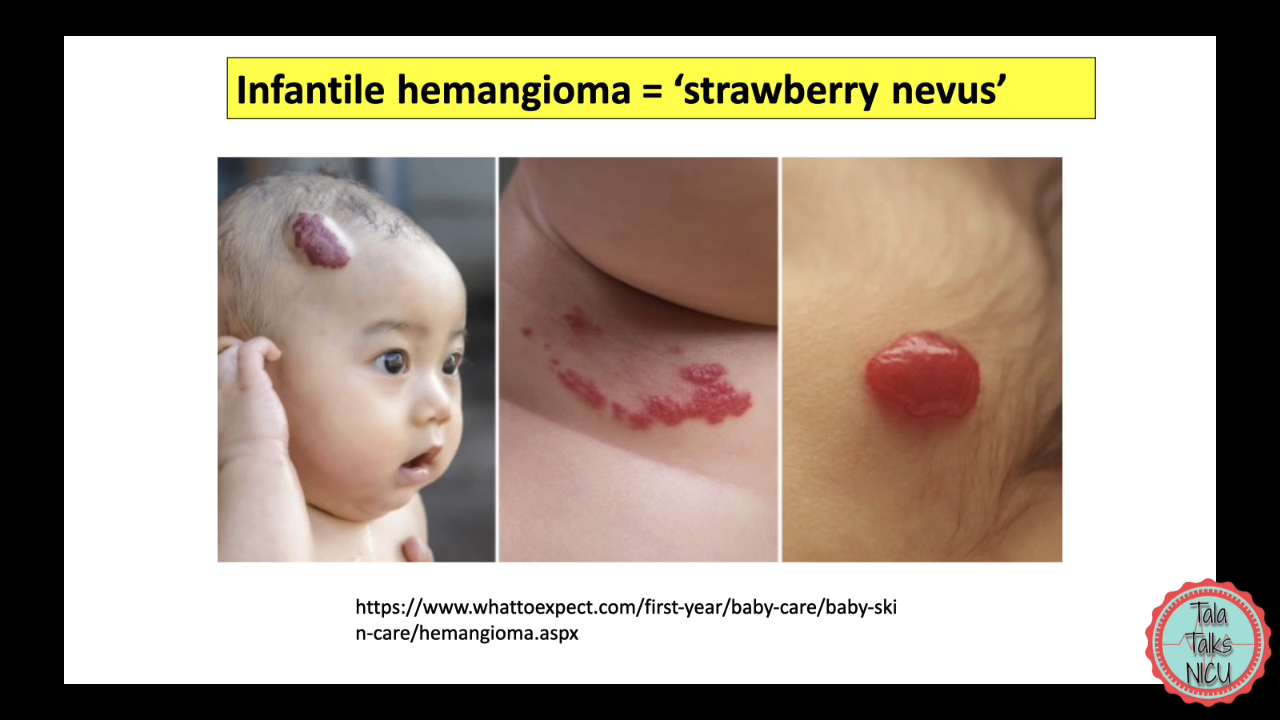 Infantile hemangioma = ‘strawberry nevus’
https://www.whattoexpect.com/first-year/baby-care/baby-ski
n-care/hemangioma.aspx
Tala
Talks
NICU